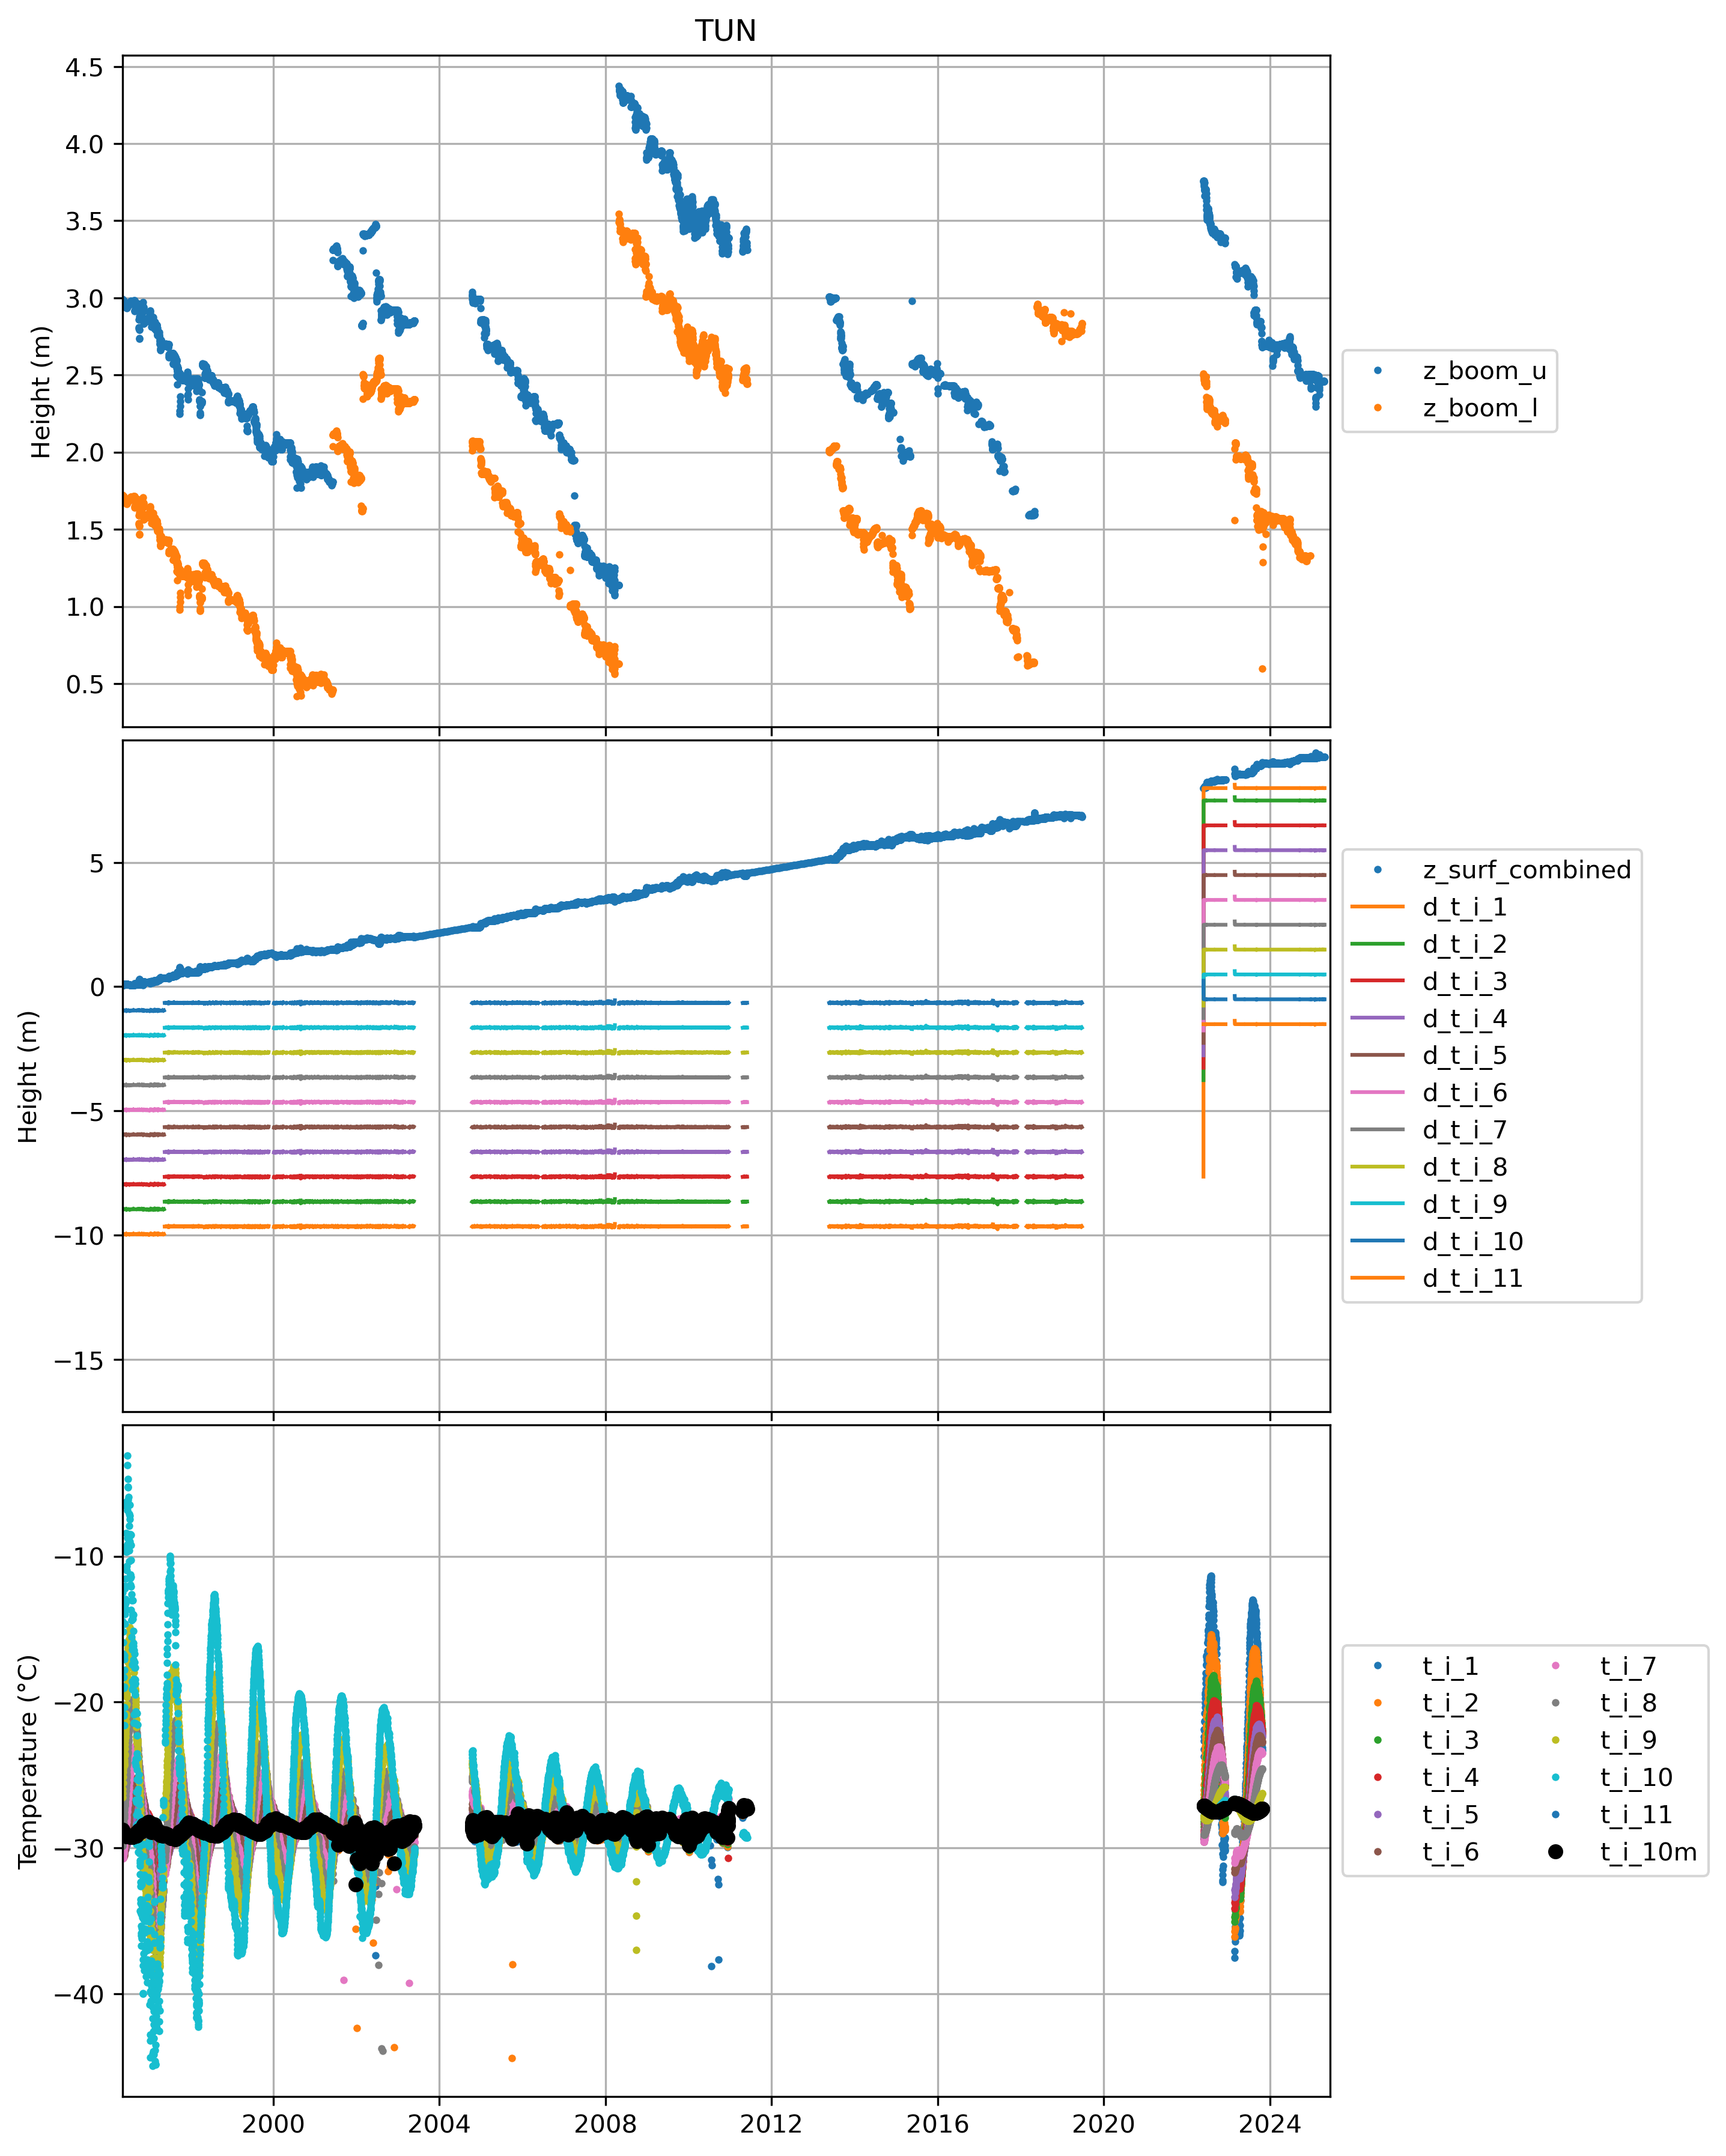 TUN
4.5
4.0
3.5
3.0
2.5
2.0
1.5
1.0
0.5
Height (m)
z_boom_u
z_boom_l
5
0
−5
−10
−15
Height (m)
z_surf_combined
d_t_i_1
d_t_i_2
d_t_i_3
d_t_i_4
d_t_i_5
d_t_i_6
d_t_i_7
d_t_i_8
d_t_i_9
d_t_i_10
d_t_i_11
−10
−20
−30
−40
Temperature (°C)
t_i_1
t_i_2
t_i_3
t_i_4
t_i_5
t_i_6
t_i_7
t_i_8
t_i_9
t_i_10
t_i_11
t_i_10m
2000 2004 2008 2012 2016 2020 2024